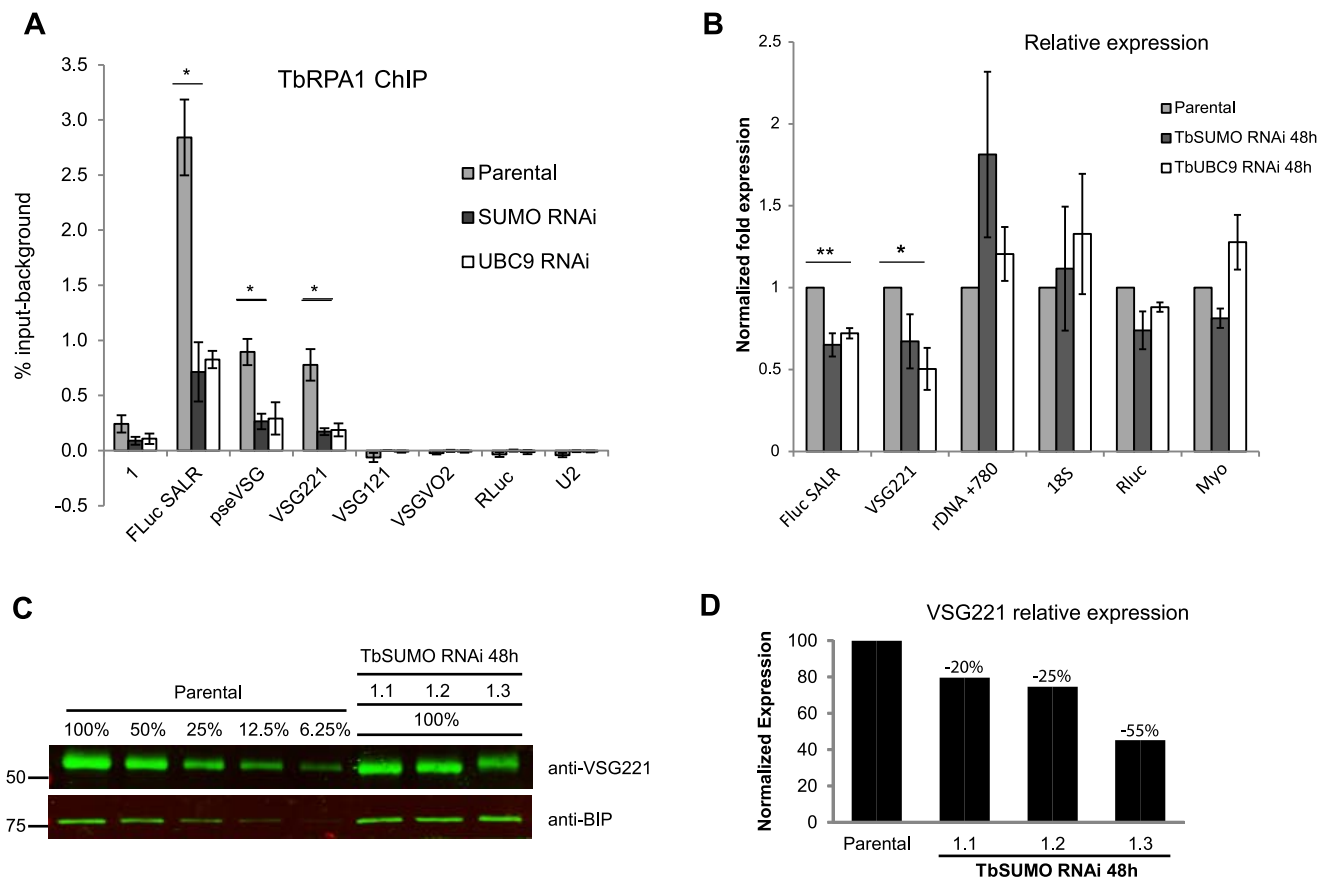 A
TbRPA1 ChIP
*
*
*
3.5
3.0
2.5
2.0
1.5
1.0
0.5
0.0
-0.5
% input-background
Parental
SUMO RNAi
UBC9 RNAi
1
FLuc SALR
pseVSG
VSG221
VSG121
VSGVO2
RLuc
U2
B
Relative expression
2.5
2
1.5
1
0.5
0
Normalized fold expression
Parental
TbSUMO RNAi 48h
TbUBC9 RNAi 48h
**
*
Fluc SALR
VSG221
rDNA +780
18S
Rluc
Myo
C
TbSUMO RNAi 48h
Parental
1.1 1.2 1.3
100% 50% 25% 12.5% 6.25% 100%
50
anti-VSG221
75
anti-BIP
D
VSG221 relative expression
100
80
60
40
20
0
Normalized Expression
-20%
-25%
-55%
Parental 1.1 1.2 1.3
TbSUMO RNAi 48h